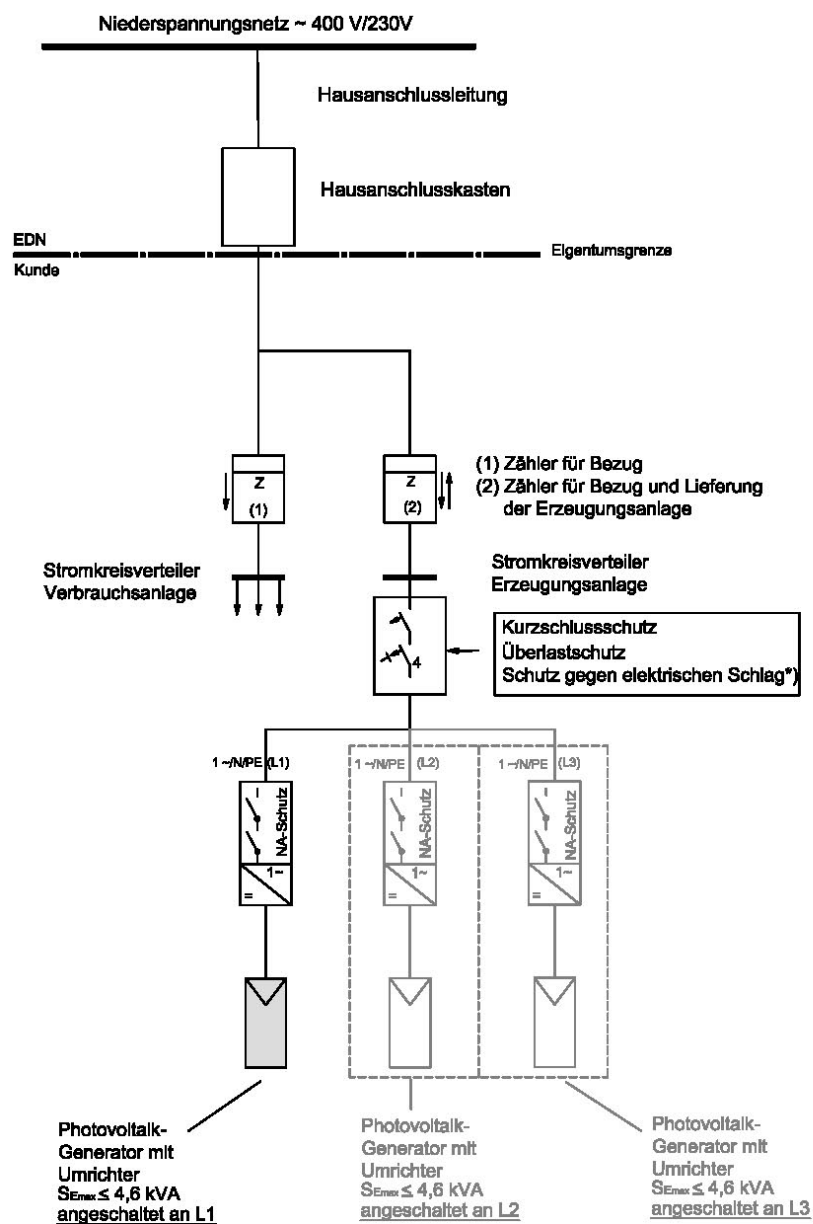 Niederspannungsnetz ~ 400 V/230V
Hausanschlussleitung
Hausanschlusskasten
EDN
Eigentumsgrenze
Kunde
Z
(1)
Z
(2)
(1) Zähler für Bezug
(2) Zähler für Bezug und Lieferung
der Erzeugungsanlage
Stromkreisverteiler
Verbrauchsanlage
Stromkreisverteiler
Erzeugungsanlage
4
Kurzschlussschutz
Überlastschutz
Schutz gegen elektrischen Schlag*)
1 ~/N/PE (L1)
1 ~/N/PE (L2)
1 ~/N/PE (L3)
NA-Schutz
1~
=
NA-Schutz
1~
=
NA-Schutz
1~
=
Photovoltaik-
Generator mit
Umrichter
SEmax ≤ 4,6 kVA
angeschaltet an L1
Photovoltaik-
Generator mit
Umrichter
SEmax ≤ 4,6 kVA
angeschaltet an L2
Photovoltaik-
Generator mit
Umrichter
SEmax ≤ 4,6 kVA
angeschaltet an L3